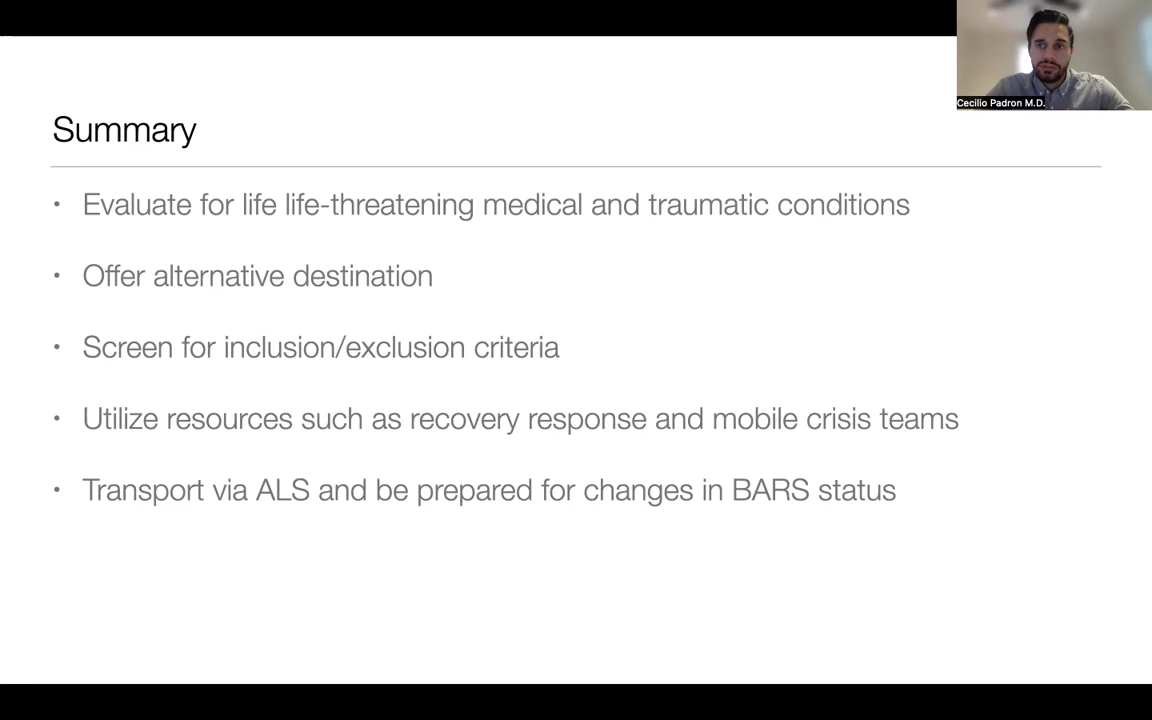 Cecilio Padron M.D.
Summary
• Evaluate for life life-threatening medical and traumatic conditions
• Offer alternative destination
• Screen for inclusion/exclusion criteria
• Utilize resources such as recovery response and mobile crisis teams
• Transport via ALS and be prepared for changes in BARS status